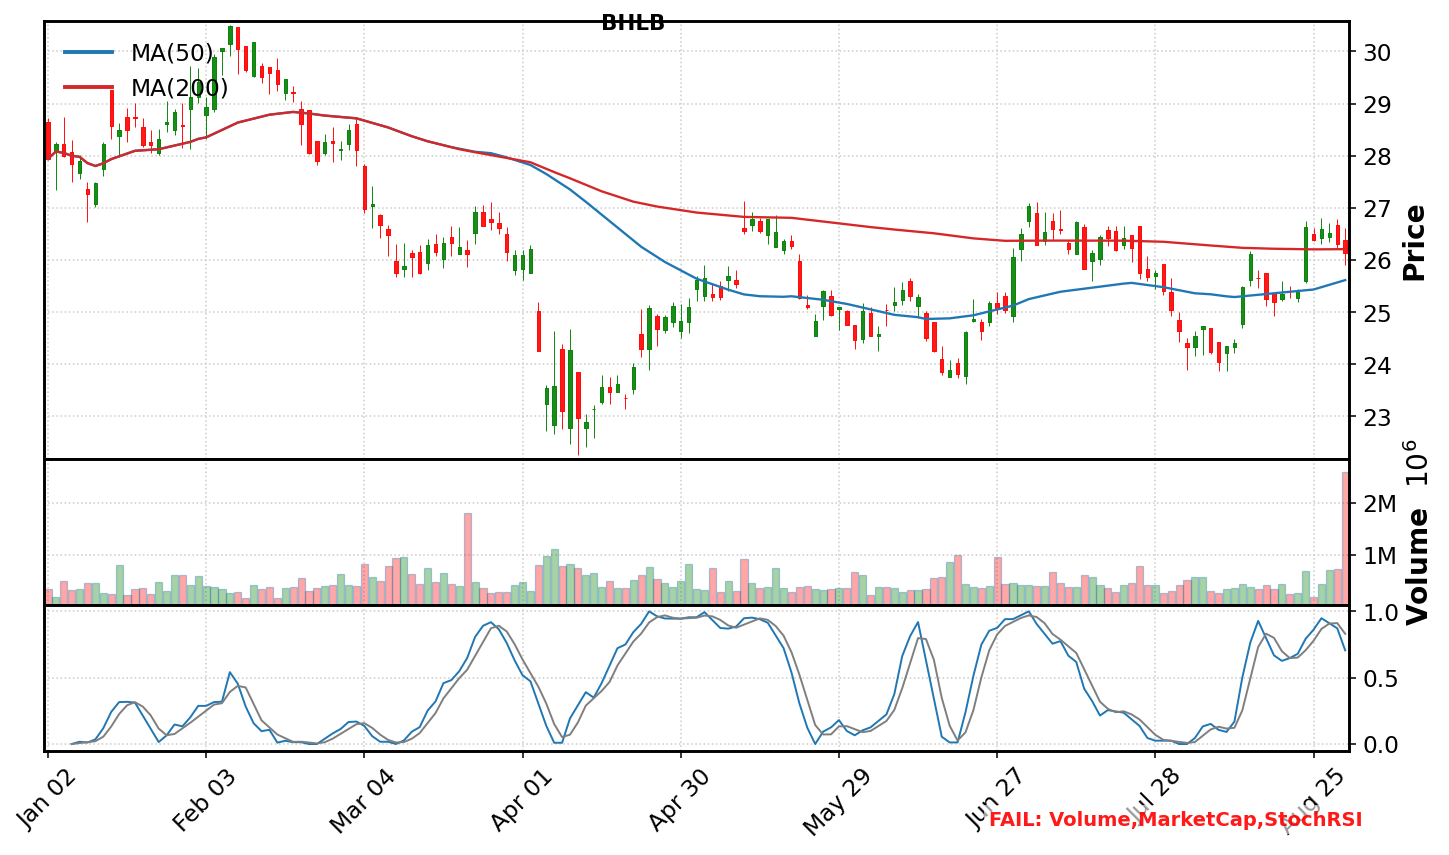 BHLB
MA(50)
MA(200)
30
29
28
27
26
25
24
23
Price
2M
1M
Volume 10^6
1.0
0.5
0.0
Jan 02
Feb 03
Mar 04
Apr 01
Apr 30
May 29
Jun 27
Jul 28
Aug 25
FAIL: Volume,MarketCap,StochRSI